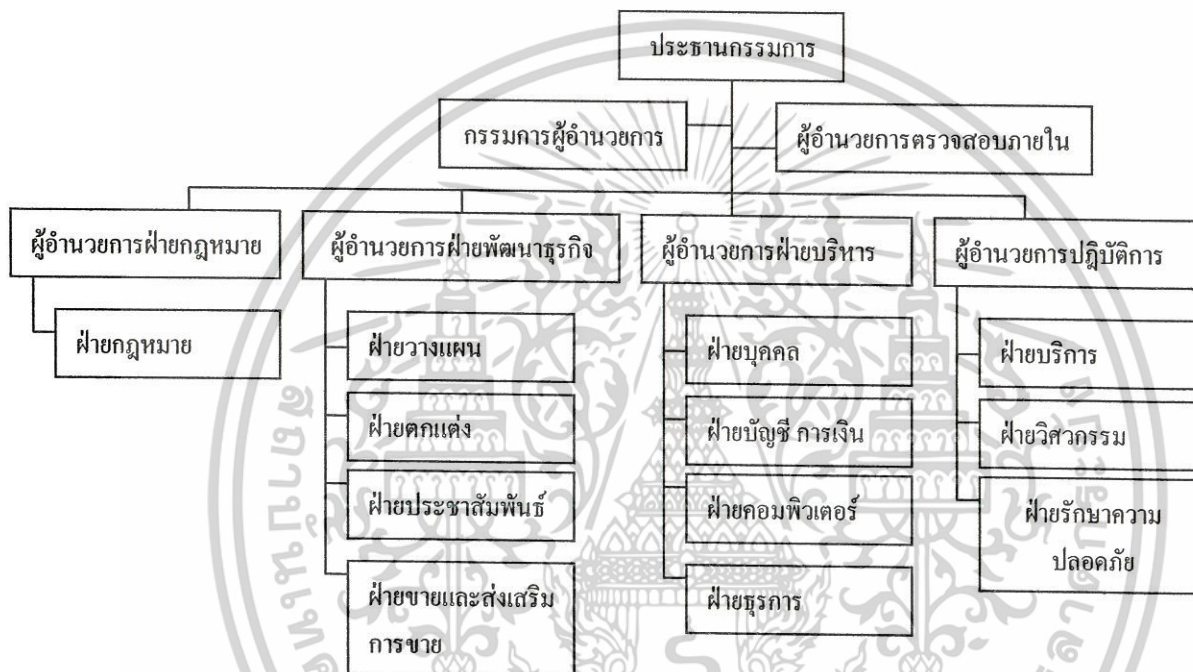 ประธานกรรมการ
กรรมการผู้อำนวยการ
ผู้อำนวยการตรวจสอบภายใน
ผู้อำนวยการฝ่ายกฎหมาย
ผู้อำนวยการฝ่ายพัฒนาธุรกิจ
ผู้อำนวยการฝ่ายบริหาร
ผู้อำนวยการปฎิบัติการ
ฝ่ายกฎหมาย
ฝ่ายวางแผน
ฝ่ายตกแต่ง
ฝ่ายประชาสัมพันธ์
ฝ่ายขายและส่งเสริม
การขาย
ฝ่ายบุคคล
ฝ่ายบัญชี การเงิน
ฝ่ายคอมพิวเตอร์
ฝ่ายธุรการ
ฝ่ายบริการ
ฝ่ายวิศวกรรม
ฝ่ายรักษาความ
ปลอดภัย